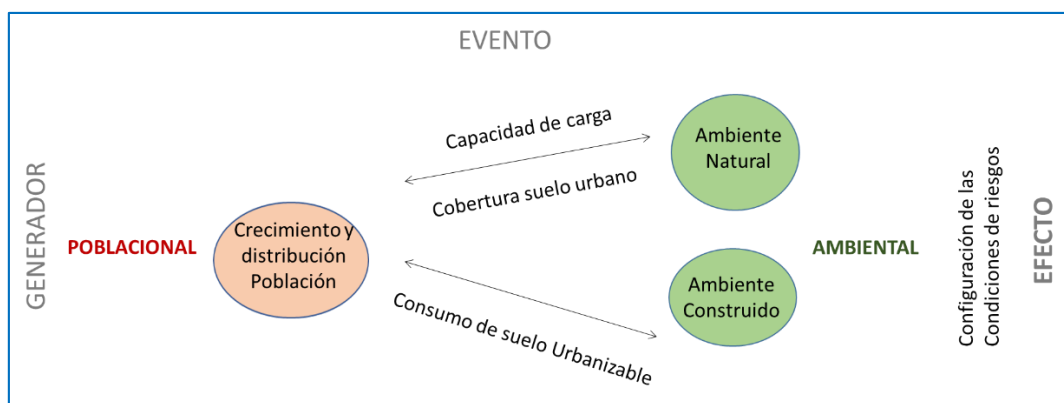 EVENTO
GENERADOR
POBLACIONAL
Crecimiento y
distribución
Población
Capacidad de carga
Cobertura suelo urbano
Consumo de suelo Urbanizable
Ambiente
Natural
Ambiente
Construido
AMBIENTAL
Configuración de las
Condiciones de riesgos
EFECTO